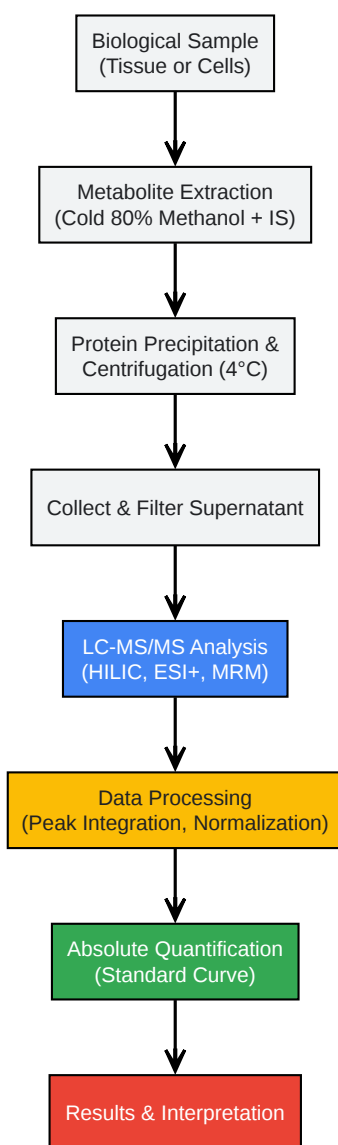 Biological Sample
(Tissue or Cells)
Metabolite Extraction
(Cold 80% Methanol + IS)
Protein Precipitation &
Centrifugation (4°C)
Collect & Filter Supernatant
LC-MS/MS Analysis
(HILIC, ESI+, MRM)
Data Processing
(Peak Integration, Normalization)
Absolute Quantification
(Standard Curve)
Results & Interpretation